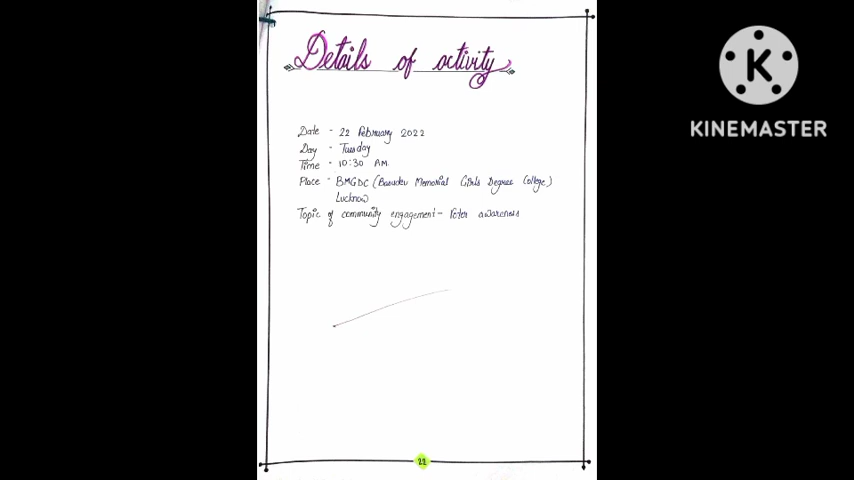 Details of activity
Date - 22 February 2022
Day - Tuesday
Time - 10:30 AM.
Place - BMGDC (Basudev Memorial Girls Degree College)
Lucknow
Topic of community engagement - Voter awareness
22
K
KINEMASTER